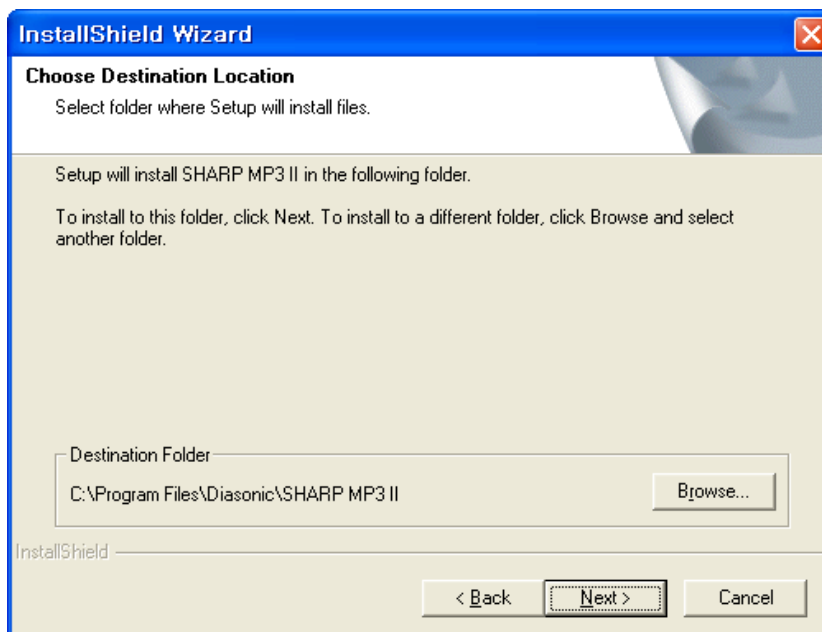 InstallShield Wizard
Choose Destination Location
Select folder where Setup will install files.
Setup will install SHARP MP3 II in the following folder.
To install to this folder, click Next. To install to a different folder, click Browse and select
another folder.
Destination Folder
C:\Program Files\Diasonic\SHARP MP3 II
Browse...
InstallShield
< Back
Next >
Cancel